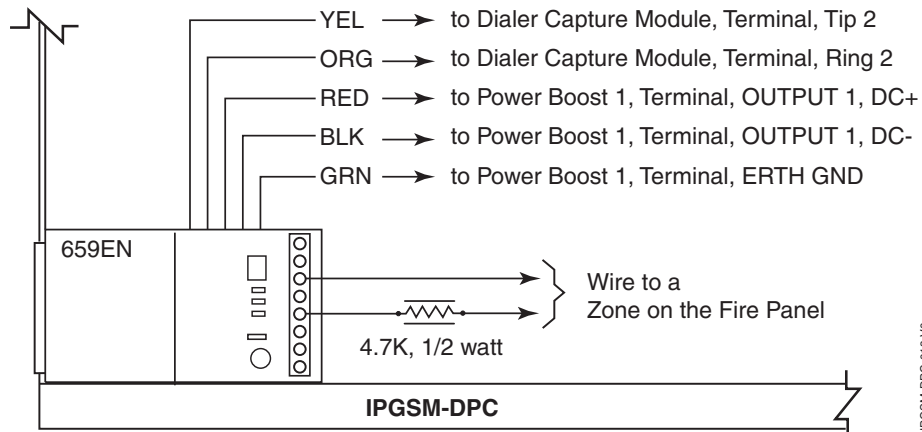 YEL to Dialer Capture Module, Terminal, Tip 2
ORG to Dialer Capture Module, Terminal, Ring 2
RED to Power Boost 1, Terminal, OUTPUT 1, DC+
BLK to Power Boost 1, Terminal, OUTPUT 1, DC-
GRN to Power Boost 1, Terminal, ERTH GND
659EN
Wire to a
Zone on the Fire Panel
4.7K, 1/2 watt
IPGSM-DPC